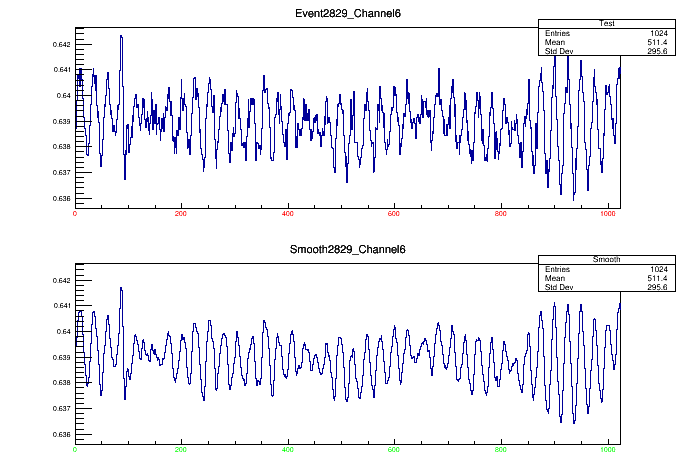 Event2829_Channel6
Test
Entries 1024
Mean 511.4
Std Dev 295.6
0.642
0.641
0.64
0.639
0.638
0.637
0.636
0 200 400 600 800 1000
Smooth2829_Channel6
Smooth
Entries 1024
Mean 511.4
Std Dev 295.6
0.642
0.641
0.64
0.639
0.638
0.637
0.636
0 200 400 600 800 1000